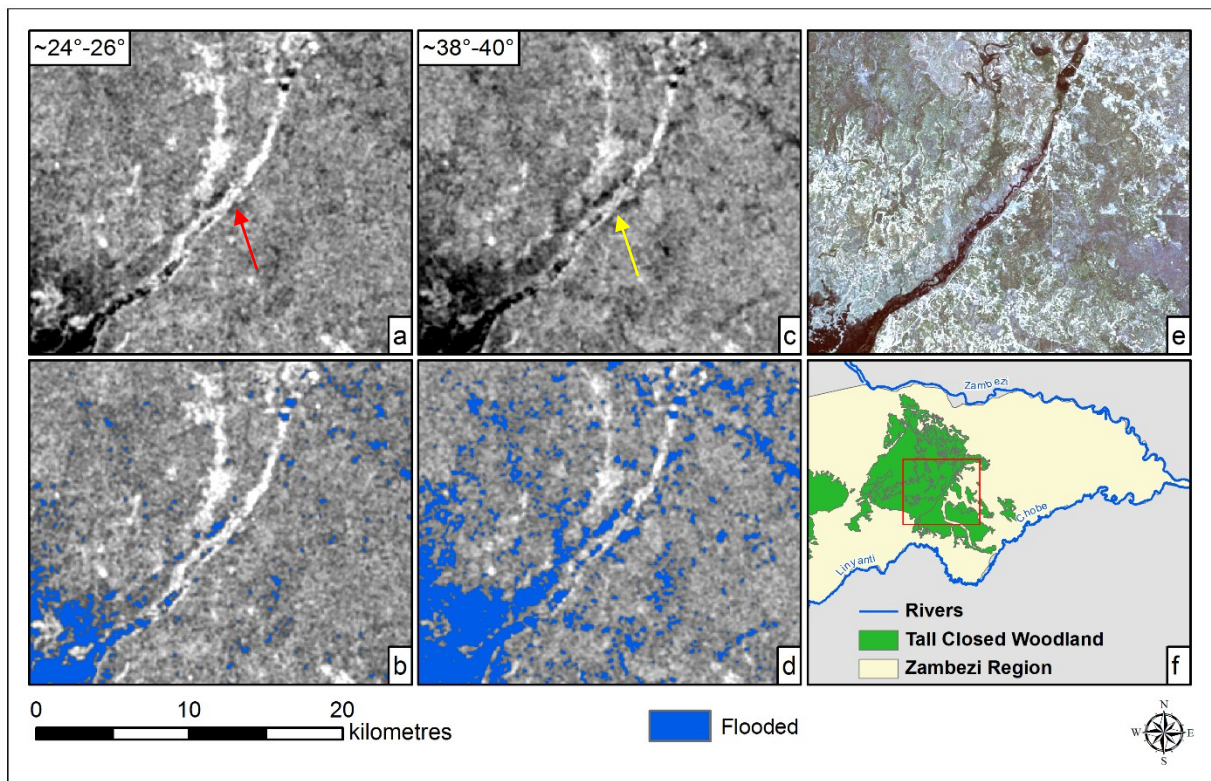 ~24°-26°
~38°-40°
a
c
e
b
d
Zambezi
Chobe
Linyanti
Rivers
Tall Closed Woodland
Zambezi Region
f
0 10 20
kilometres
Flooded
N
W E
S